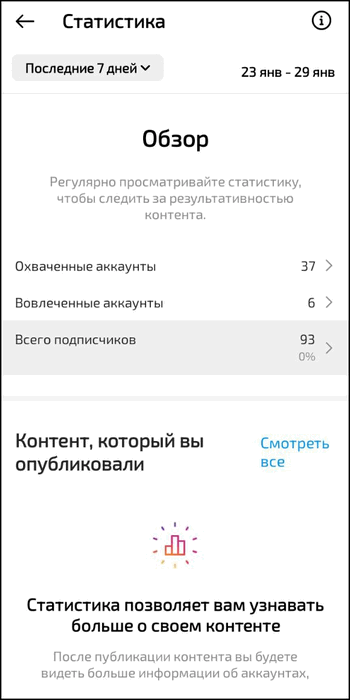 Статистика
Последние 7 дней
23 янв - 29 янв
Обзор
Регулярно просматривайте статистику,
чтобы следить за результативностью
контента.
Охваченные аккаунты 37
Вовлеченные аккаунты 6
Всего подписчиков 93
0%
Контент, который вы
опубликовали
Смотреть
все
Статистика позволяет вам узнавать
больше о своем контенте
После публикации контента вы будете
видеть больше информации об аккаунтах,